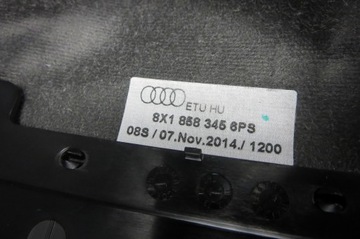 ETU HU
8X1 858 345 6PS
08S / 07.Nov.2014./ 1200